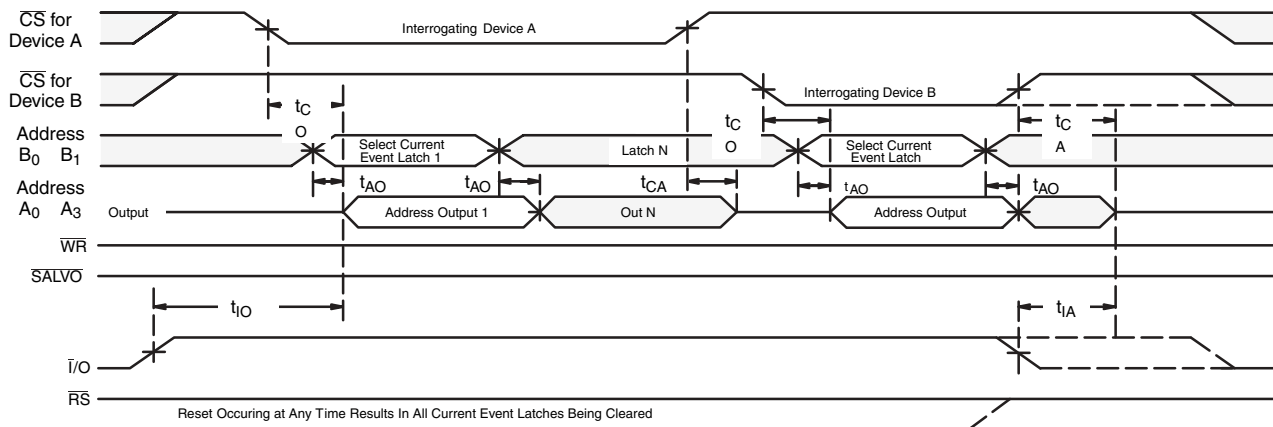 CS for
Device A
Interrogating Device A
CS for
Device B
Interrogating Device B
tC
O
tC
O
tC
A
Address
B0 B1
Select Current
Event Latch 1
Latch N
Select Current
Event Latch
tAO
tAO
tCA
tAO
tAO
Address
A0 A3
Output
Address Output 1
Out N
Address Output
WR
SALVO
tIO
tIA
I/O
RS
Reset Occuring at Any Time Results In All Current Event Latches Being Cleared